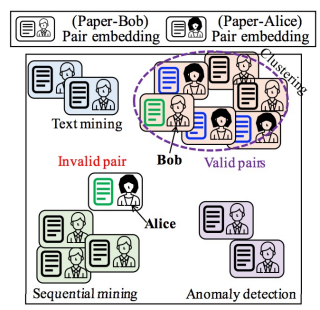 (Paper-Bob)
Pair embedding
(Paper-Alice)
Pair embedding
Clustering
Text mining
Bob
Invalid pair
Valid pairs
Alice
Sequential mining
Anomaly detection